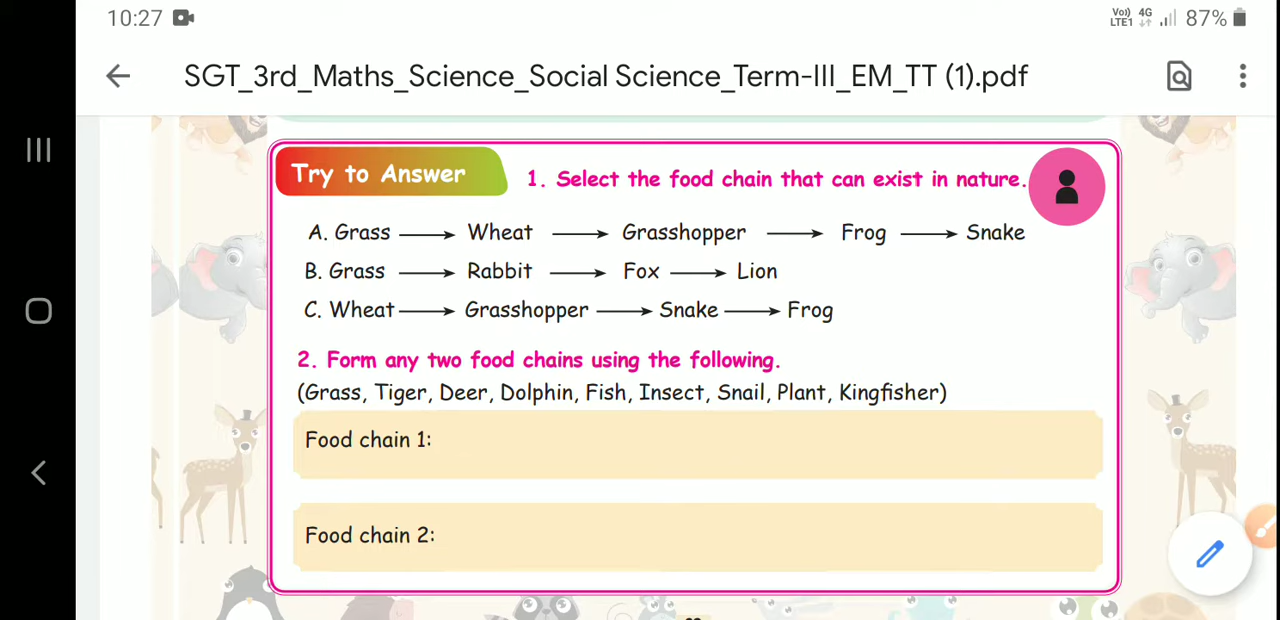 10:27 Vo)) 4G LTE1 87%
SGT_3rd_Maths_Science_Social Science_Term-III_EM_TT (1).pdf
Try to Answer 1. Select the food chain that can exist in nature.
A. Grass → Wheat → Grasshopper → Frog → Snake
B. Grass → Rabbit → Fox → Lion
C. Wheat → Grasshopper → Snake → Frog
2. Form any two food chains using the following.
(Grass, Tiger, Deer, Dolphin, Fish, Insect, Snail, Plant, Kingfisher)
Food chain 1:
Food chain 2: